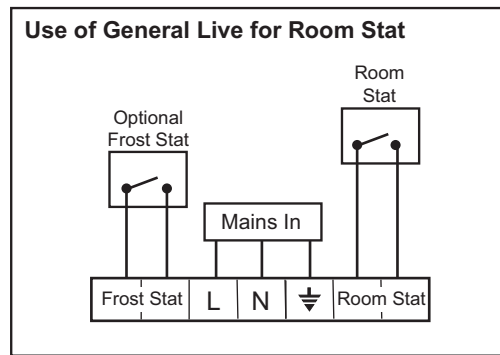 Use of General Live for Room Stat
Room
Stat
Optional
Frost Stat
Mains In
Frost Stat
L
N
Room Stat